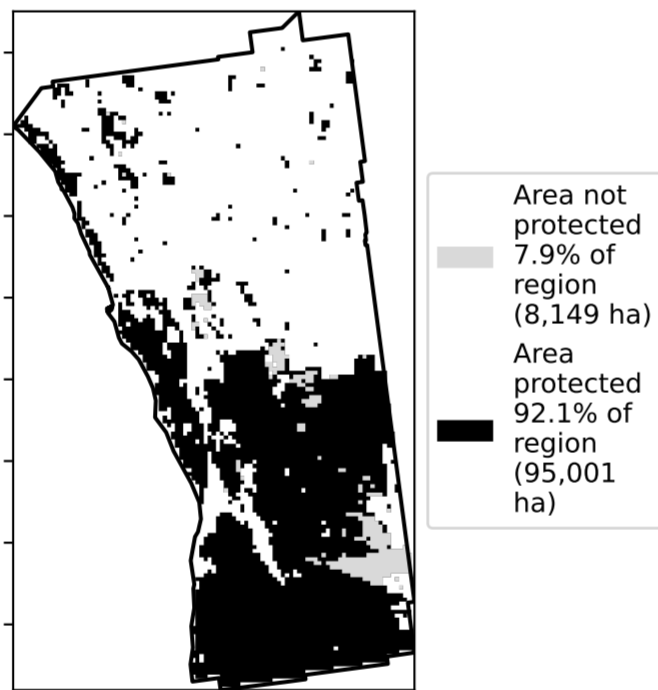 Area not
protected
7.9% of
region
(8,149 ha)
Area
protected
92.1% of
region
(95,001
ha)